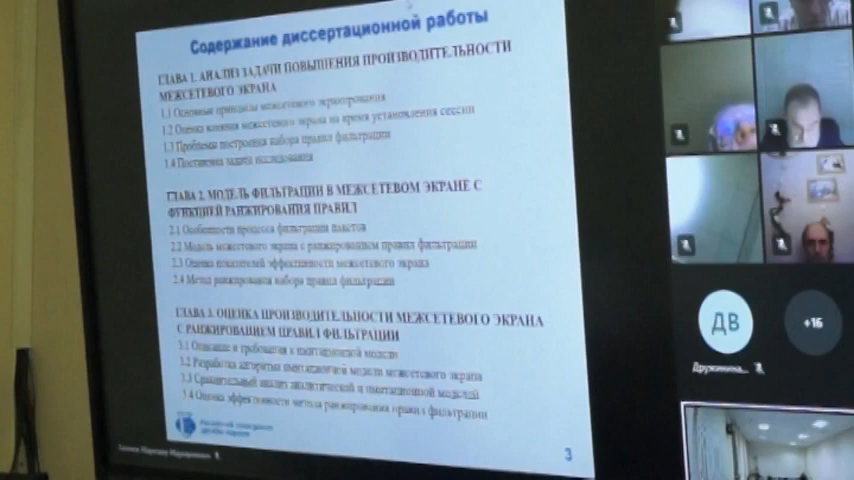 Содержание диссертационной работы
ГЛАВА 1. АНАЛИЗ ЗАДАЧИ ПОВЫШЕНИЯ ПРОИЗВОДИТЕЛЬНОСТИ
МЕЖСЕТЕВОГО ЭКРАНА
1.1 Основные принципы межсетевого экранирования
1.2 Оценка влияния межсетевого экрана на время установления сессии
1.3 Проблемы построения набора правил фильтрации
1.4 Постановка задачи исследования
ГЛАВА 2. МОДЕЛЬ ФИЛЬТРАЦИИ В МЕЖСЕТЕВОМ ЭКРАНЕ С
ФУНКЦИЕЙ РАНЖИРОВАНИЯ ПРАВИЛ
2.1 Особенности процесса фильтрации пакетов
2.2 Модель межсетевого экрана с ранжированием правил фильтрации
2.3 Оценка показателей эффективности межсетевого экрана
2.4 Метод ранжирования набора правил фильтрации
ГЛАВА 3. ОЦЕНКА ПРОИЗВОДИТЕЛЬНОСТИ МЕЖСЕТЕВОГО ЭКРАНА
С РАНЖИРОВАНИЕМ ПРАВИЛ ФИЛЬТРАЦИИ
3.1 Описание и требования к имитационной модели
3.2 Разработка алгоритма имитационной модели межсетевого экрана
3.3 Сравнительный анализ аналитической и имитационной моделей
3.4 Оценка эффективности метода ранжирования правил фильтрации
3
ДВ
+16
Дружинина...